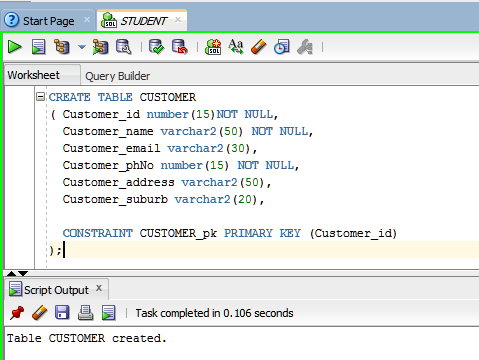 Start Page
STUDENT
Worksheet Query Builder
CREATE TABLE CUSTOMER
( Customer_id number(15)NOT NULL,
Customer_name varchar2(50) NOT NULL,
Customer_email varchar2(30),
Customer_phNo number(15) NOT NULL,
Customer_address varchar2(50),
Customer_suburb varchar2(20),
CONSTRAINT CUSTOMER_pk PRIMARY KEY (Customer_id)
);
Script Output
Task completed in 0.106 seconds
Table CUSTOMER created.